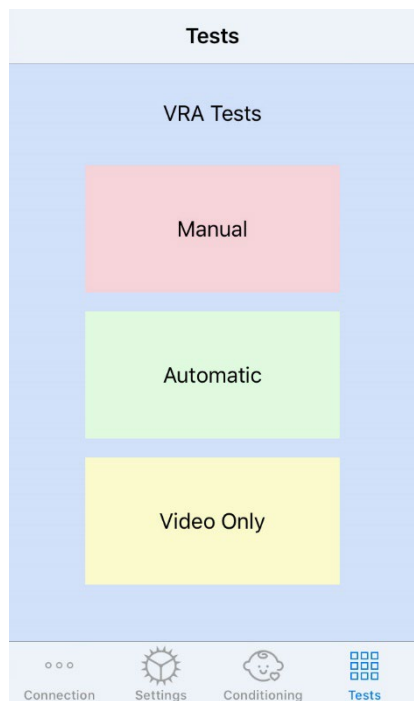 Tests
VRA Tests
Manual
Automatic
Video Only
Connection Settings Conditioning Tests